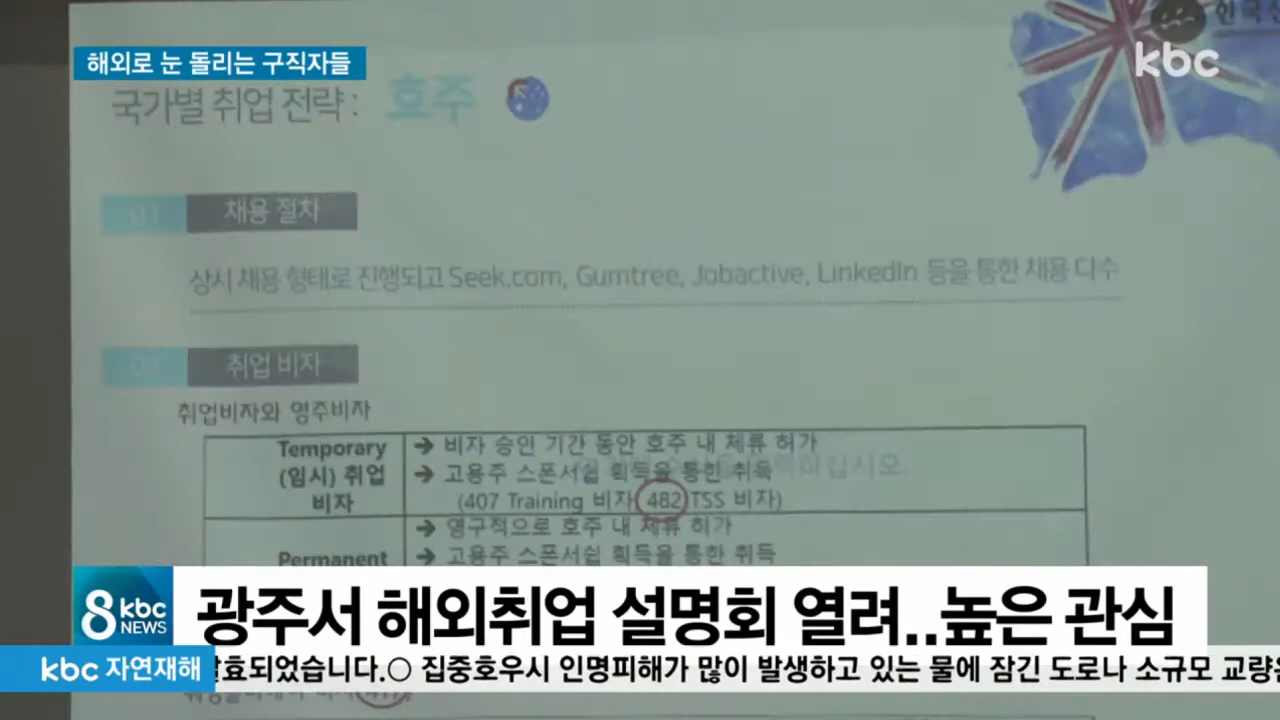 해외로 눈 돌리는 구직자들
kbc
국가별 취업 전략 : 호주
01 채용 절차
상시 채용 형태로 진행되고 Seek.com, Gumtree, Jobactive, LinkedIn 등을 통한 채용 다수
취업 비자
취업비자와 영주비자
Temporary
(임시) 취업
비자
→ 비자 승인 기간 동안 호주 내 체류 허가
→ 고용주 스폰서쉽 획득을 통한 취득
(407 Training 비자 482 TSS 비자)
→ 영구적으로 호주 내 체류 허가
Permanent
→ 고용주 스폰서쉽 획득을 통한 취득
8 kbc NEWS
광주서 해외취업 설명회 열려..높은 관심
kbc 자연재해
발효되었습니다.○ 집중호우시 인명피해가 많이 발생하고 있는 물에 잠긴 도로나 소규모 교량은